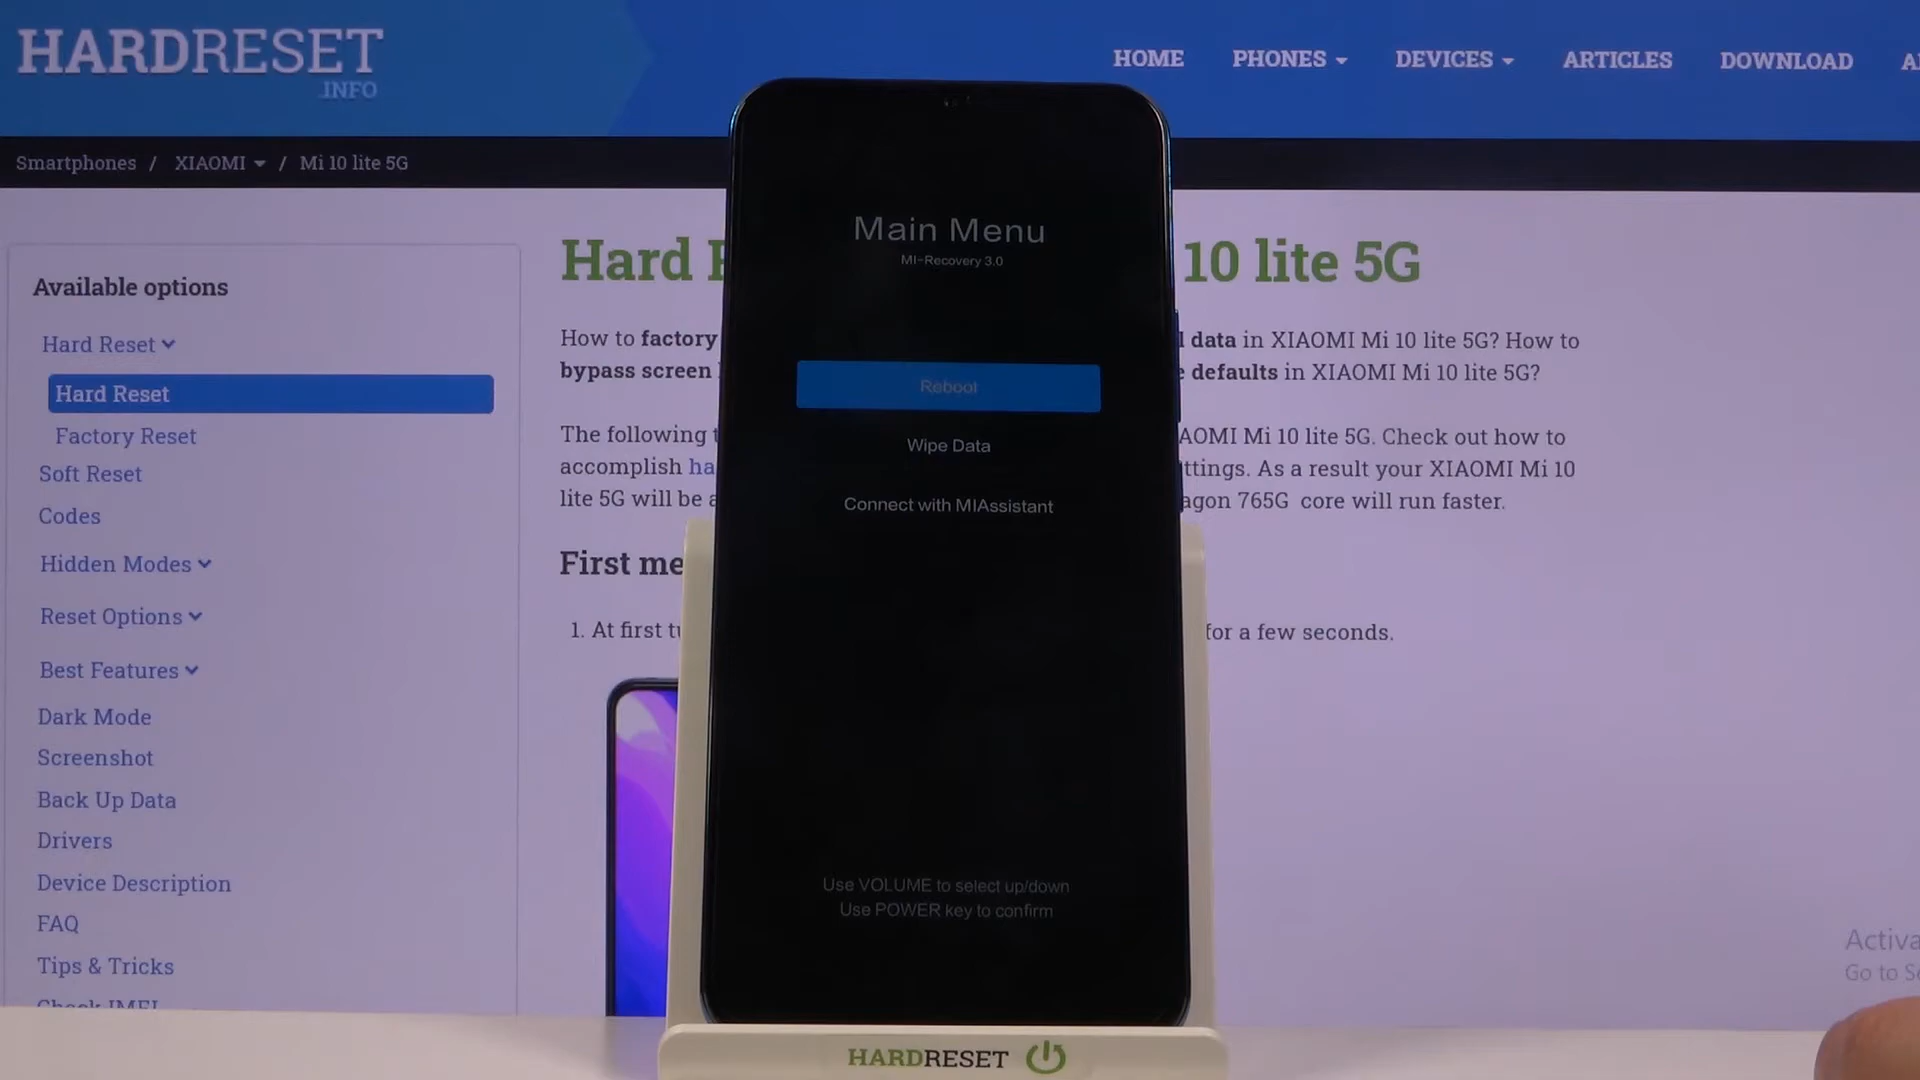 HARDRESET
.INFO
HOME PHONES DEVICES ARTICLES DOWNLOAD
Smartphones / XIAOMI / Mi 10 lite 5G
Available options
Hard Reset
Hard Reset
Factory Reset
Soft Reset
Codes
Hidden Modes
Reset Options
Best Features
Dark Mode
Screenshot
Back Up Data
Drivers
Device Description
FAQ
Tips & Tricks
Check IMEI
Hard 10 lite 5G
How to factory data in XIAOMI Mi 10 lite 5G? How to
bypass screen defaults in XIAOMI Mi 10 lite 5G?
The following Mi 10 lite 5G. Check out how to
accomplish As a result your XIAOMI Mi 10
lite 5G will be 765G core will run faster.
First
1. At first for a few seconds.
Main Menu
MI-Recovery 3.0
Reboot
Wipe Data
Connect with MIAssistant
Use VOLUME to select up/down
Use POWER key to confirm
Go to
HARDRESET